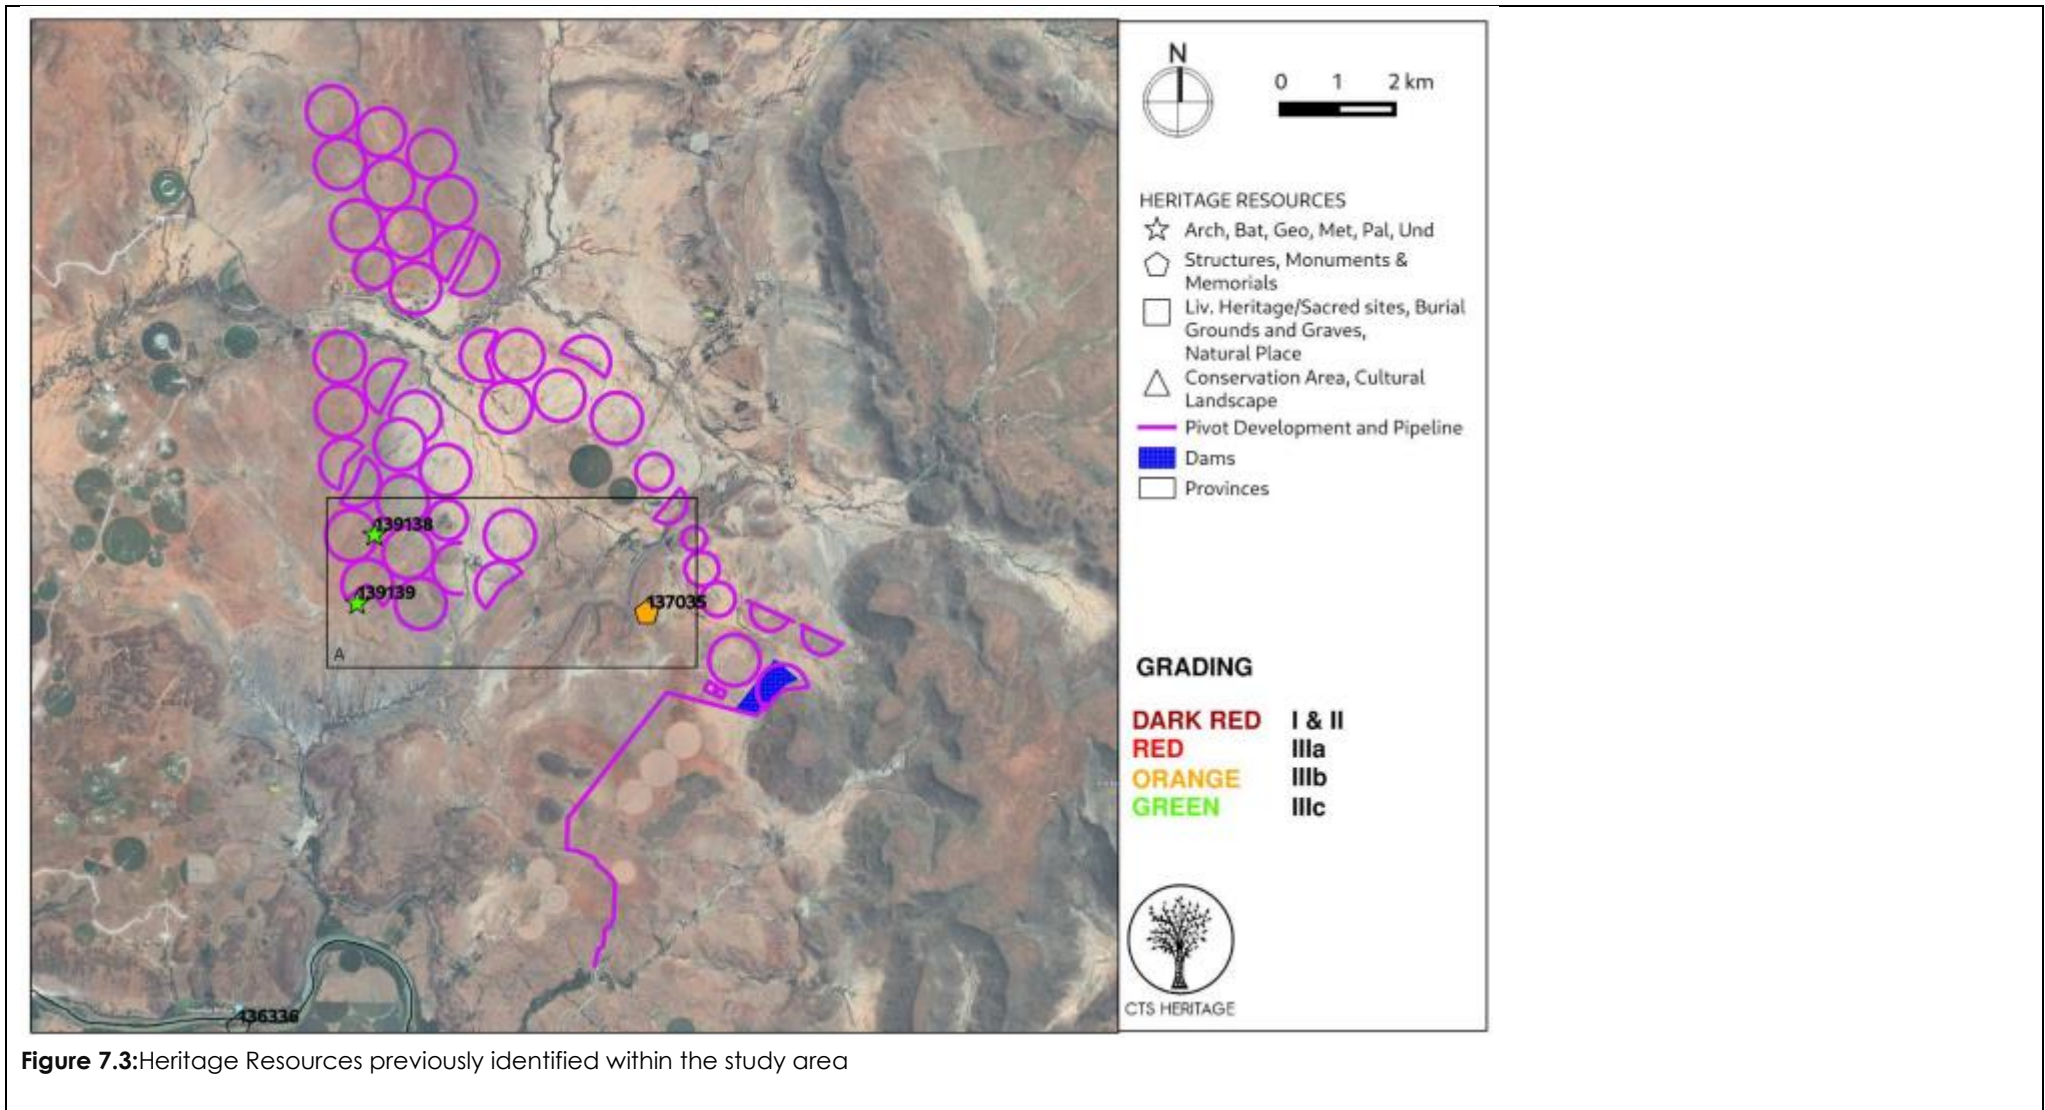 N
0 1 2 km
HERITAGE RESOURCES
Arch, Bat, Geo, Met, Pal, Und
Structures, Monuments &
Memorials
Liv. Heritage/Sacred sites, Burial
Grounds and Graves,
Natural Place
Conservation Area, Cultural
Landscape
Pivot Development and Pipeline
Dams
Provinces
139138
139139
137035
A
136336
GRADING
DARK RED I & II
RED IIIa
ORANGE IIIb
GREEN IIIc
CTS HERITAGE
Figure 7.3:Heritage Resources previously identified within the study area